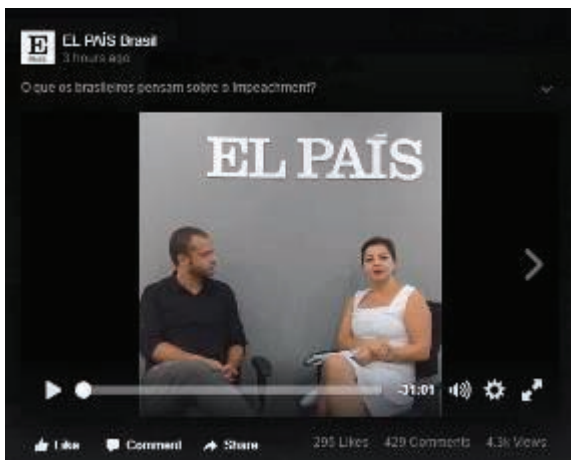 EL PAÍS Brasil
3 hours ago
O que os brasileiros pensam sobre o Impeachment?
EL PAÍS
-31:01
Like Comment Share 295 Likes 429 Comments 4.3k Views